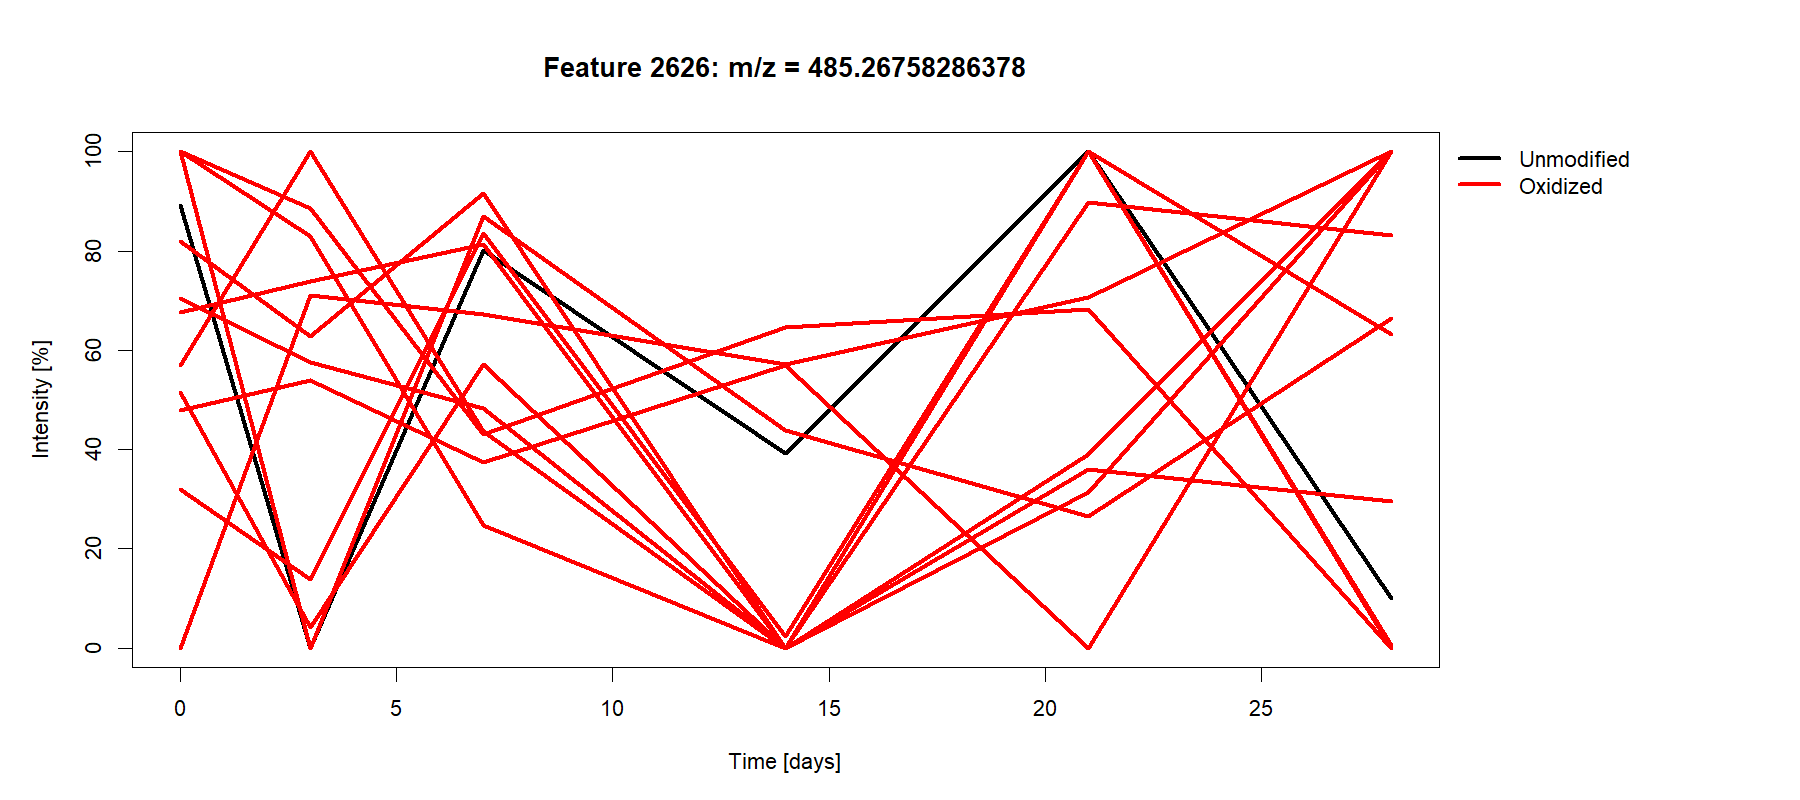 Feature 2626: m/z = 485.26758286378
Unmodified
Oxidized
Intensity [%]
100
80
60
40
20
0
0 5 10 15 20 25
Time [days]